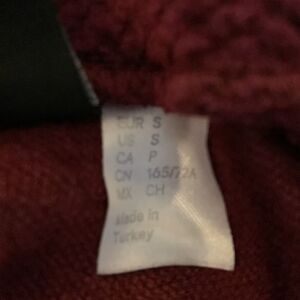 EUR S
US S
CA P
CN 165/72A
MX CH
Made in
Turkey